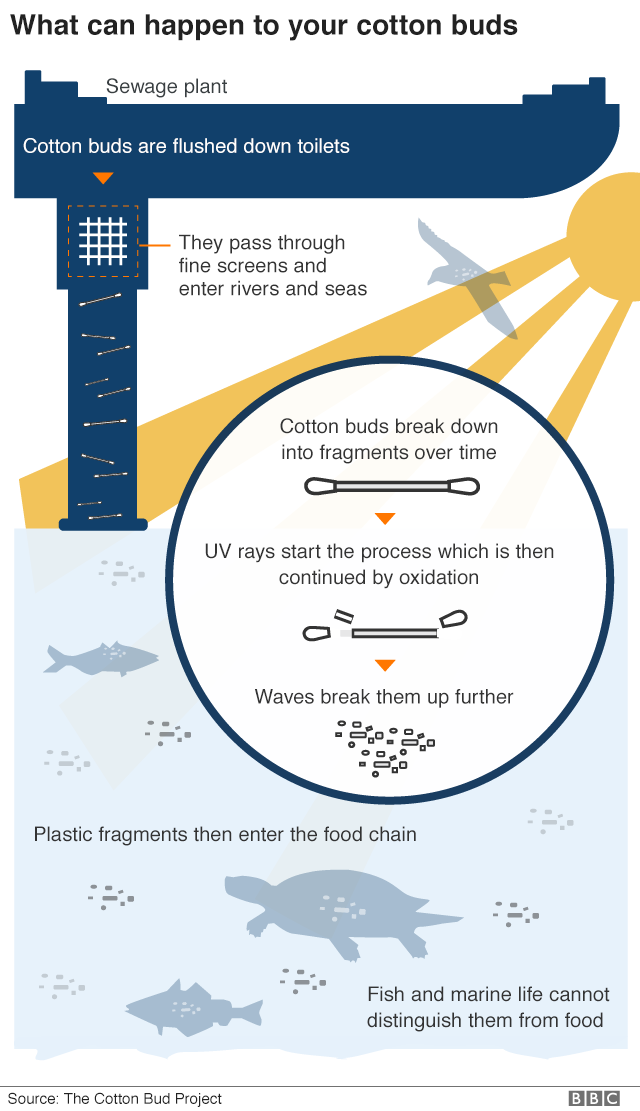 What can happen to your cotton buds
Sewage plant
Cotton buds are flushed down toilets
They pass through
fine screens and
enter rivers and seas
Cotton buds break down
into fragments over time
UV rays start the process which is then
continued by oxidation
Waves break them up further
Plastic fragments then enter the food chain
Fish and marine life cannot
distinguish them from food
Source: The Cotton Bud Project
BBC